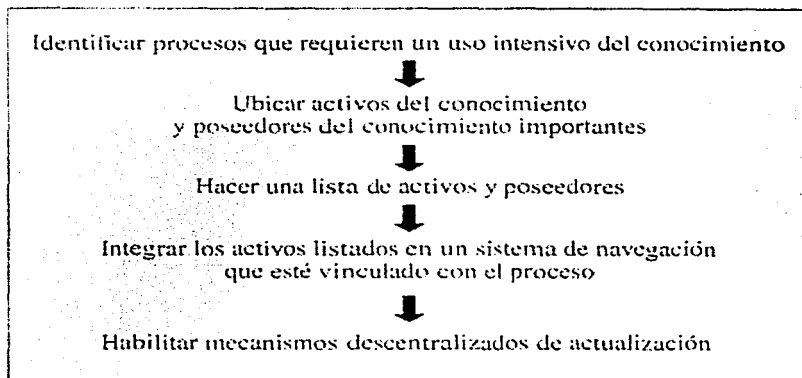 Identificar procesos que requieren un uso intensivo del conocimiento
Ubicar activos del conocimiento
y poseedores del conocimiento importantes
Hacer una lista de activos y poseedores
Integrar los activos listados en un sistema de navegación
que esté vinculado con el proceso
Habilitar mecanismos descentralizados de actualización